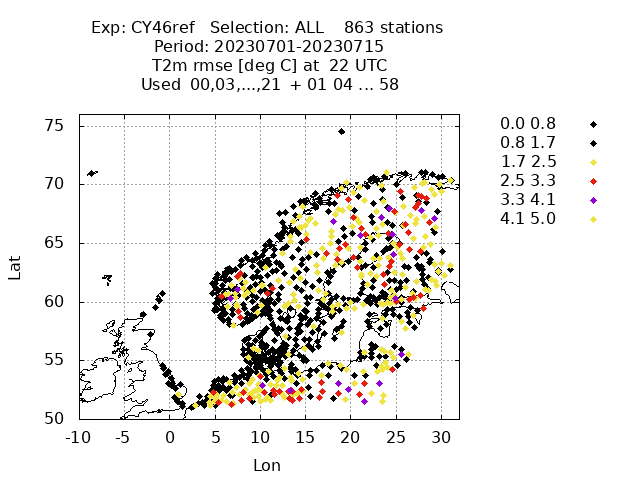 Exp: CY46ref   Selection: ALL    863 stations
Period: 20230701-20230715
T2m rmse [deg C] at  22 UTC
Used  00,03,...,21  + 01 04 ... 58
75
70
65
60
55
50
Lat
-10 -5 0 5 10 15 20 25 30
Lon
0.0 0.8
0.8 1.7
1.7 2.5
2.5 3.3
3.3 4.1
4.1 5.0